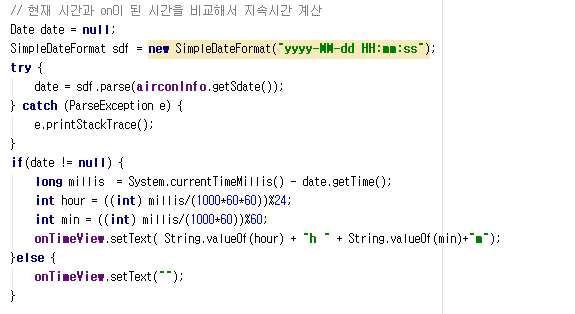 // 현재 시간과 on이 된 시간을 비교해서 지속시간 계산
Date date = null;
SimpleDateFormat sdf = new SimpleDateFormat("yyyy-MM-dd HH:mm:ss");
try {
    date = sdf.parse(airconInfo.getSdate());
} catch (ParseException e) {
    e.printStackTrace();
}
if(date != null) {
    long millis  = System.currentTimeMillis() - date.getTime();
    int hour = ((int) millis/(1000*60*60))%24;
    int min = ((int) millis/(1000*60))%60;
    onTimeView.setText( String.valueOf(hour) + "h " + String.valueOf(min)+"m");
}else {
    onTimeView.setText("");
}